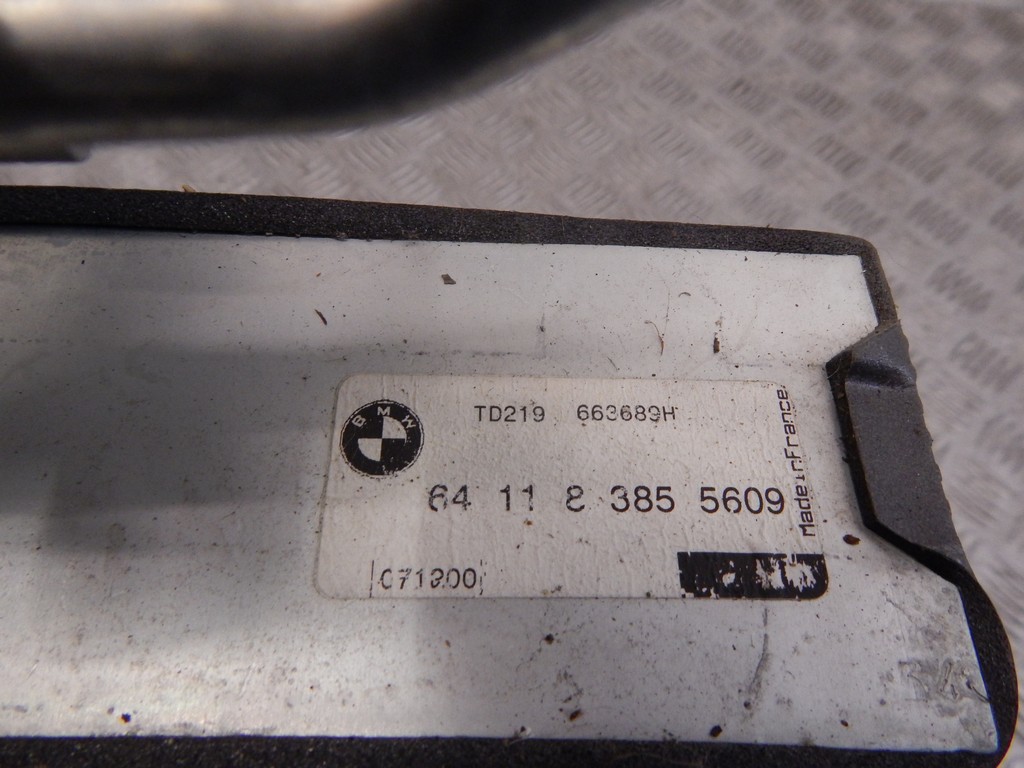 BMW
TD219 663689H
64 11 8 385 5609
Made in France
071200